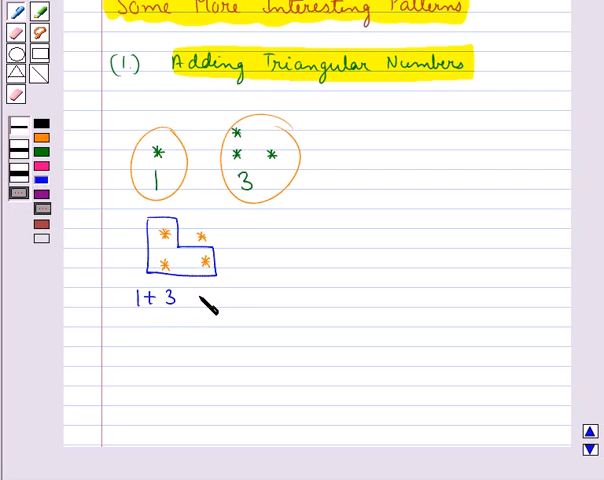 Some More Interesting Patterns
(1.) Adding Triangular Numbers
1 3
1 + 3